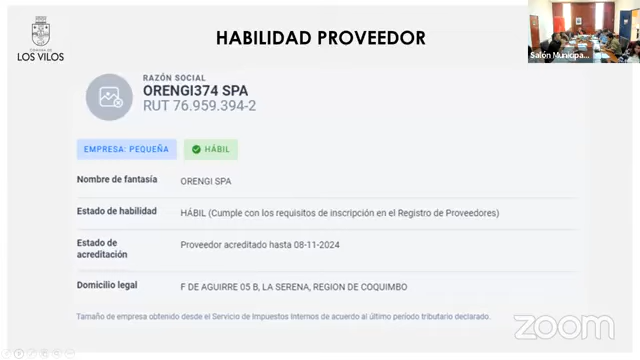 COMUNA DE
LOS VILOS
HABILIDAD PROVEEDOR
Salón Municipa...
RAZÓN SOCIAL
ORENGI374 SPA
RUT 76.959.394-2
EMPRESA: PEQUEÑA
HÁBIL
Nombre de fantasía ORENGI SPA
Estado de habilidad HÁBIL (Cumple con los requisitos de inscripción en el Registro de Proveedores)
Estado de acreditación Proveedor acreditado hasta 08-11-2024
Domicilio legal F DE AGUIRRE 05 B, LA SERENA, REGION DE COQUIMBO
Tamaño de empresa obtenido desde el Servicio de Impuestos Internos de acuerdo al último período tributario declarado.
zoom